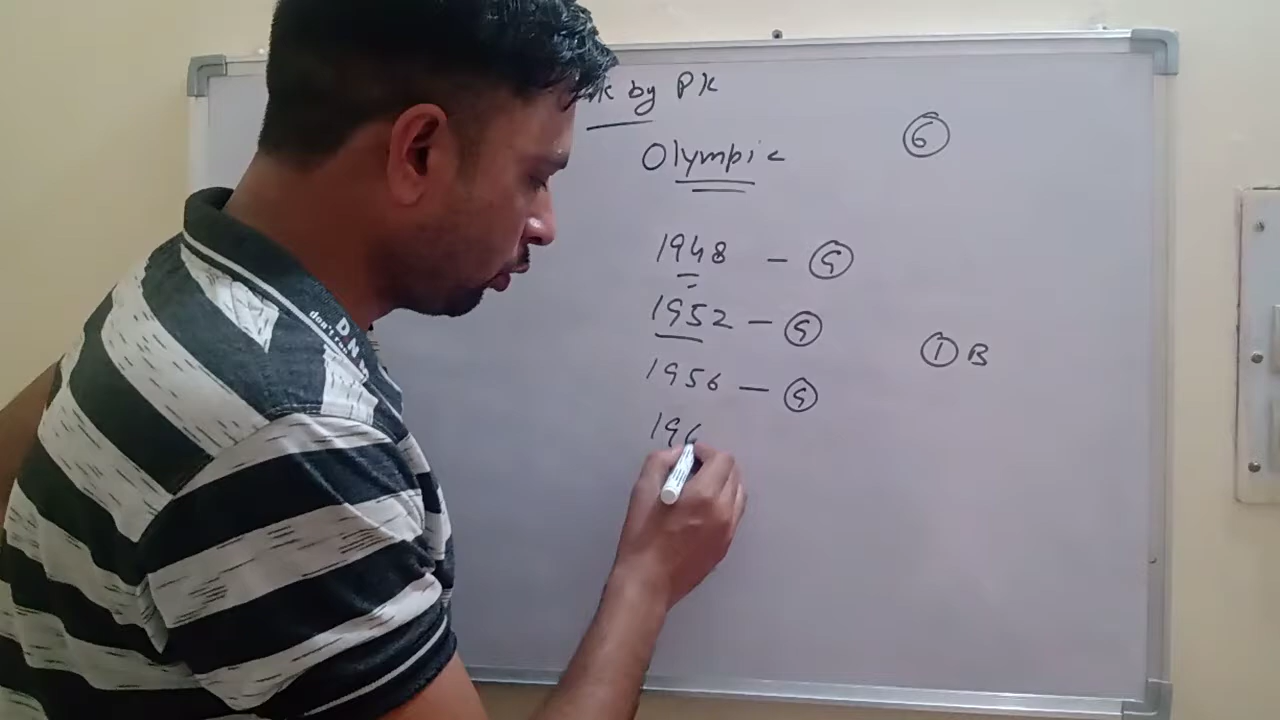 by PK
Olympic
6
1948 - G
1952 - G
1 B
1956 - G
196